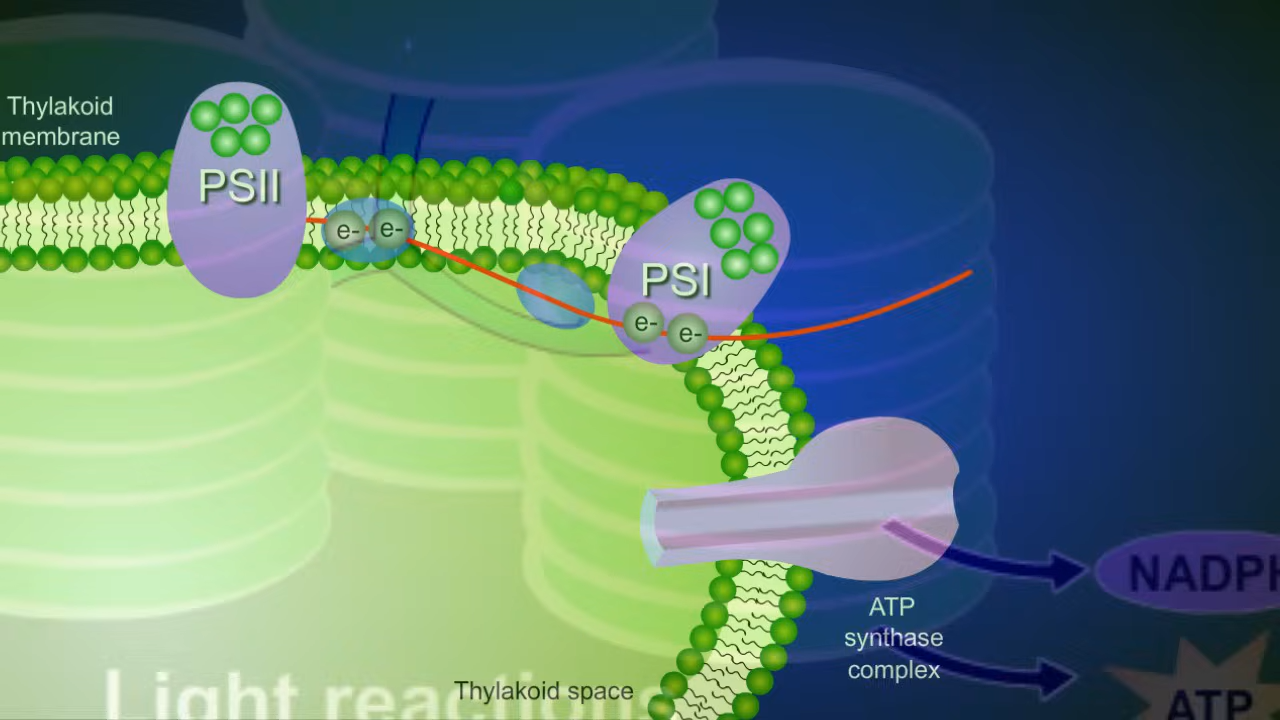 Thylakoid
membrane
PSII
e- e-
PSI
e- e-
NADPH
ATP
synthase
complex
Light reactions
Thylakoid space
ATP